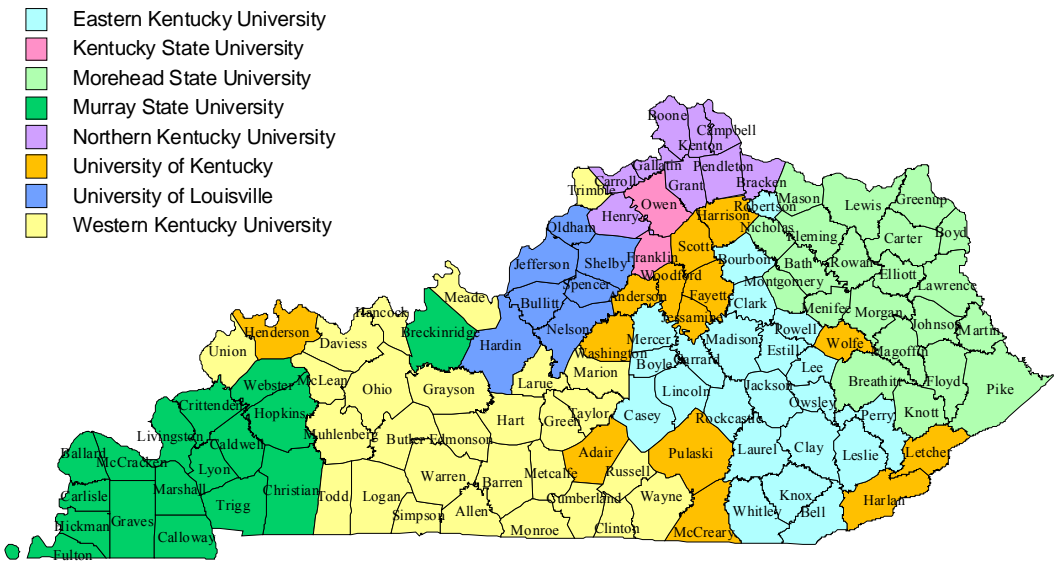 Eastern Kentucky University
Kentucky State University
Morehead State University
Murray State University
Northern Kentucky University
University of Kentucky
University of Louisville
Western Kentucky University
Boone
Campbell
Kenton
Gallatin
Pendleton
Carroll
Grant
Bracken
Trimble
Owen
Robertson
Mason
Lewis
Greenup
Henry
Harrison
Oldham
Nicholas
Fleming
Carter
Boyd
Scott
Franklin
Bourbon
Jefferson
Shelby
Bath
Rowan
Elliott
Woodford
Montgomery
Spencer
Lawrence
Anderson
Fayett
Clark
Meade
Bullitt
Menifee
Morgan
Hancock
Jessamine
Johnson
Martin
Henderson
Breckinridge
Nelson
Powell
Daviess
Hardin
Mercer
Madison
Wolfe
Union
Washington
Estill
Magoffin
Boyle
Garrard
Lee
Marion
Webster
McLean
Ohio
Grayson
Larue
Lincoln
Jackson
Breathitt
Floyd
Pike
Crittenden
Hopkins
Hart
Green
Taylor
Casey
Rockcastle
Owsley
Perry
Knott
Livingston
Caldwell
Muhlenberg
Butler
Edmonson
Adair
Pulaski
Laurel
Clay
Leslie
Letcher
Ballard
McCracken
Lyon
Warren
Barren
Metcalfe
Russell
Marshall
Christian
Todd
Logan
Cumberland
Wayne
Knox
Harlan
Carlisle
Trigg
Simpson
Allen
Whitley
Bell
Hickman
Graves
Calloway
Monroe
Clinton
McCreary
Fulton